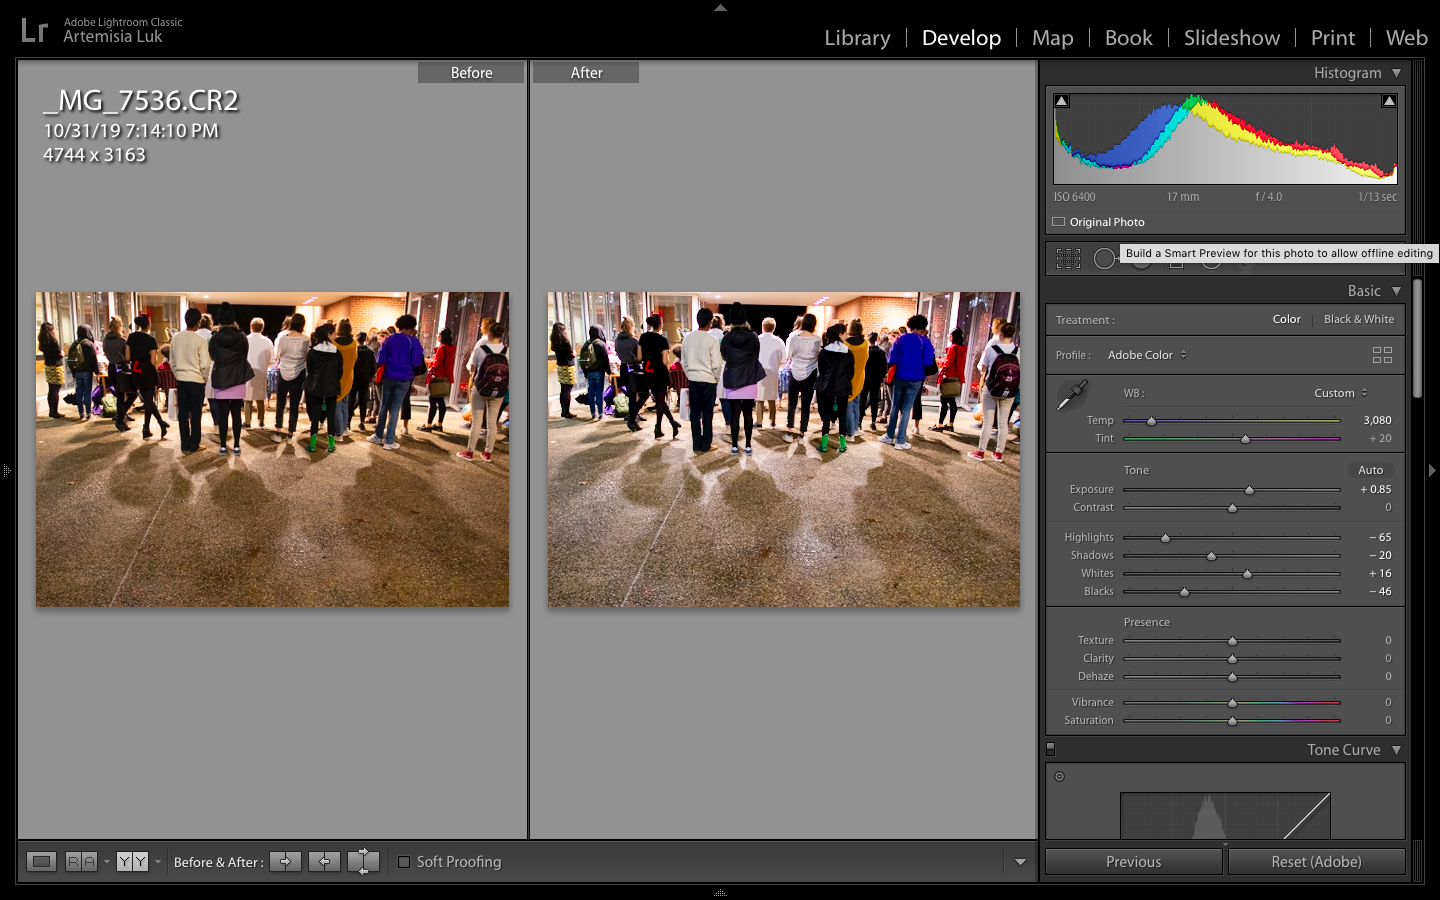 Lr
Adobe Lightroom Classic
Artemisia Luk
Library | Develop | Map | Book | Slideshow | Print | Web
Before
After
_MG_7536.CR2
10/31/19 7:14:10 PM
4744 x 3163
Histogram
ISO 6400 17 mm f / 4.0 1/13 sec
Original Photo
Build a Smart Preview for this photo to allow offline editing
Basic
Treatment : Color | Black & White
Profile : Adobe Color
WB : Custom
Temp 3,080
Tint + 20
Tone Auto
Exposure + 0.85
Contrast 0
Highlights − 65
Shadows − 20
Whites + 16
Blacks − 46
Presence
Texture 0
Clarity 0
Dehaze 0
Vibrance 0
Saturation 0
Tone Curve
R A Y Y Before & After : Soft Proofing
Previous Reset (Adobe)